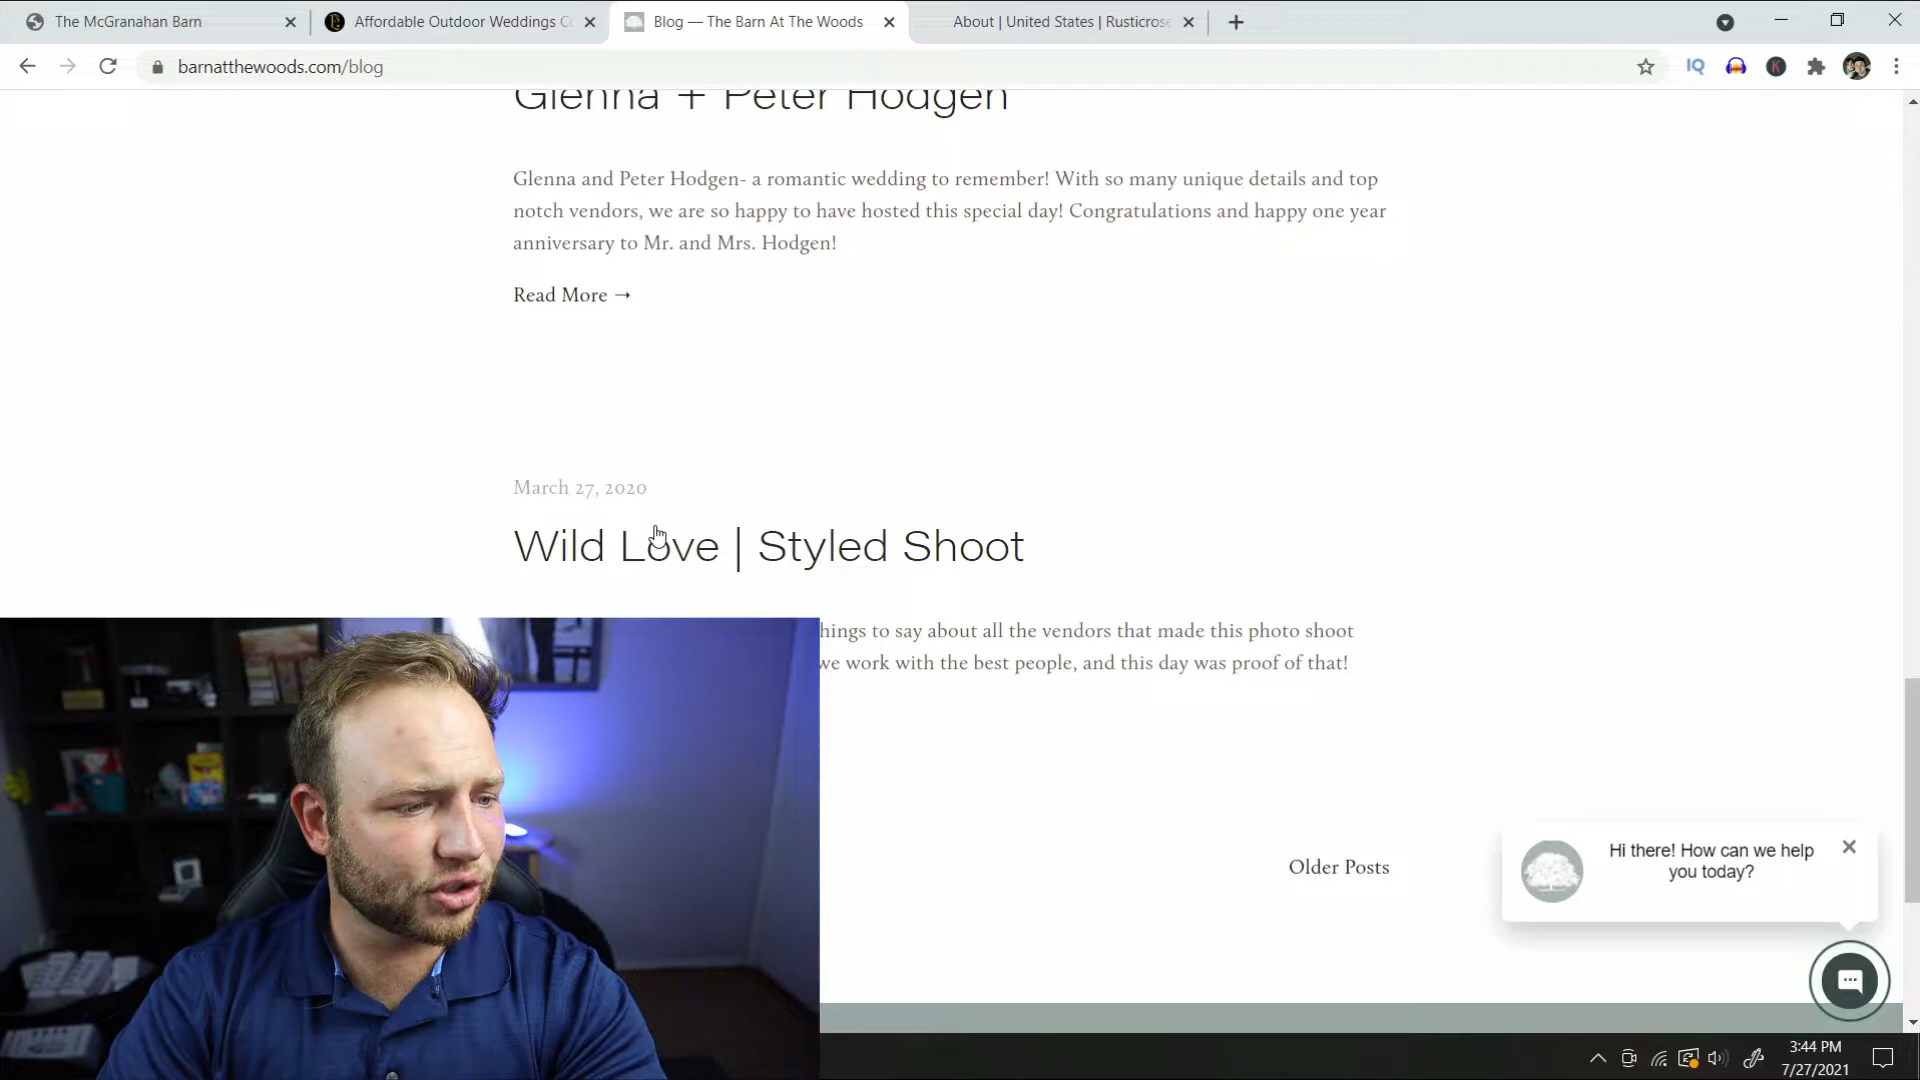 The McGranahan Barn
Affordable Outdoor Weddings
Blog — The Barn At The Woods
About | United States | Rusticrose
barnatthewoods.com/blog
IQ
K
Glenna + Peter Hodgen
Glenna and Peter Hodgen- a romantic wedding to remember! With so many unique details and top
notch vendors, we are so happy to have hosted this special day! Congratulations and happy one year
anniversary to Mr. and Mrs. Hodgen!
Read More →
March 27, 2020
Wild Love | Styled Shoot
hings to say about all the vendors that made this photo shoot
we work with the best people, and this day was proof of that!
Older Posts
Hi there! How can we help
you today?
3:44 PM
7/27/2021